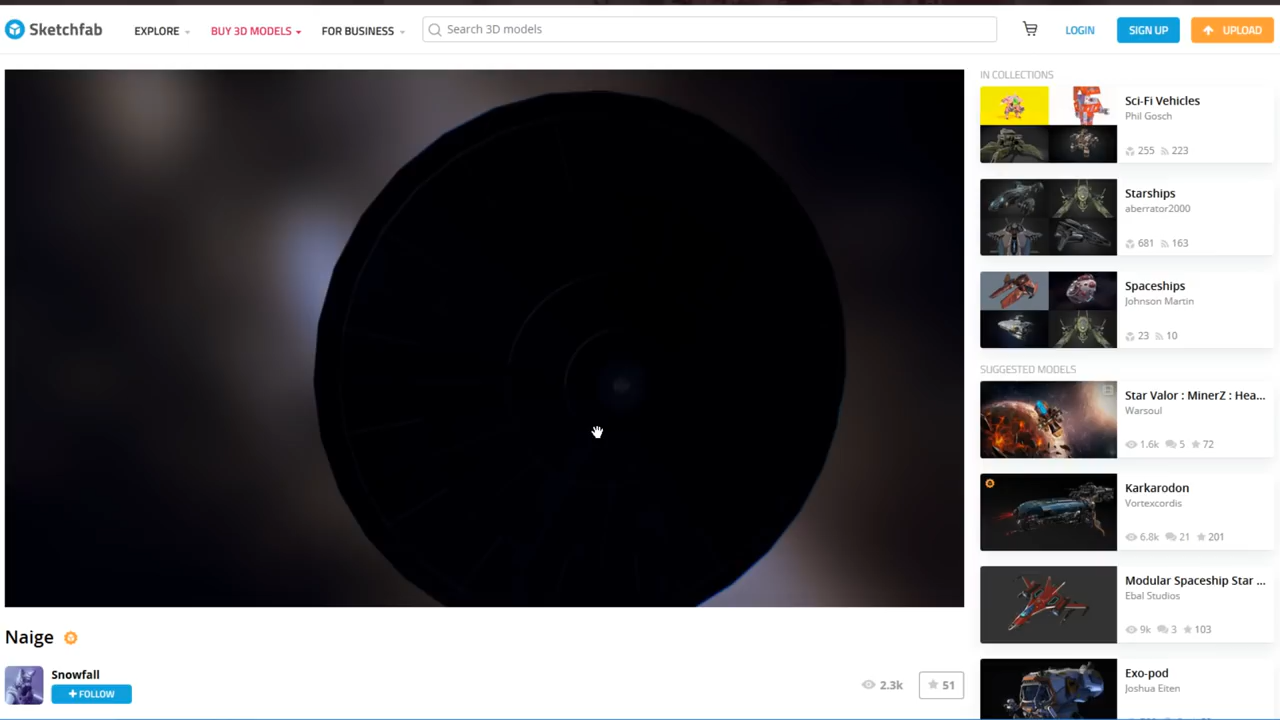 Sketchfab
EXPLORE
BUY 3D MODELS
FOR BUSINESS
Search 3D models
LOGIN
SIGN UP
UPLOAD
IN COLLECTIONS
Sci-Fi Vehicles
Phil Gosch
255 223
Starships
aberrator2000
681 163
Spaceships
Johnson Martin
23 10
SUGGESTED MODELS
Star Valor : MinerZ : Hea...
Warsoul
1.6k 5 72
Karkarodon
Vortexcordis
6.8k 21 201
Modular Spaceship Star ...
Ebal Studios
9k 3 103
Exo-pod
Joshua Eiten
Naige
Snowfall
+ FOLLOW
2.3k
51